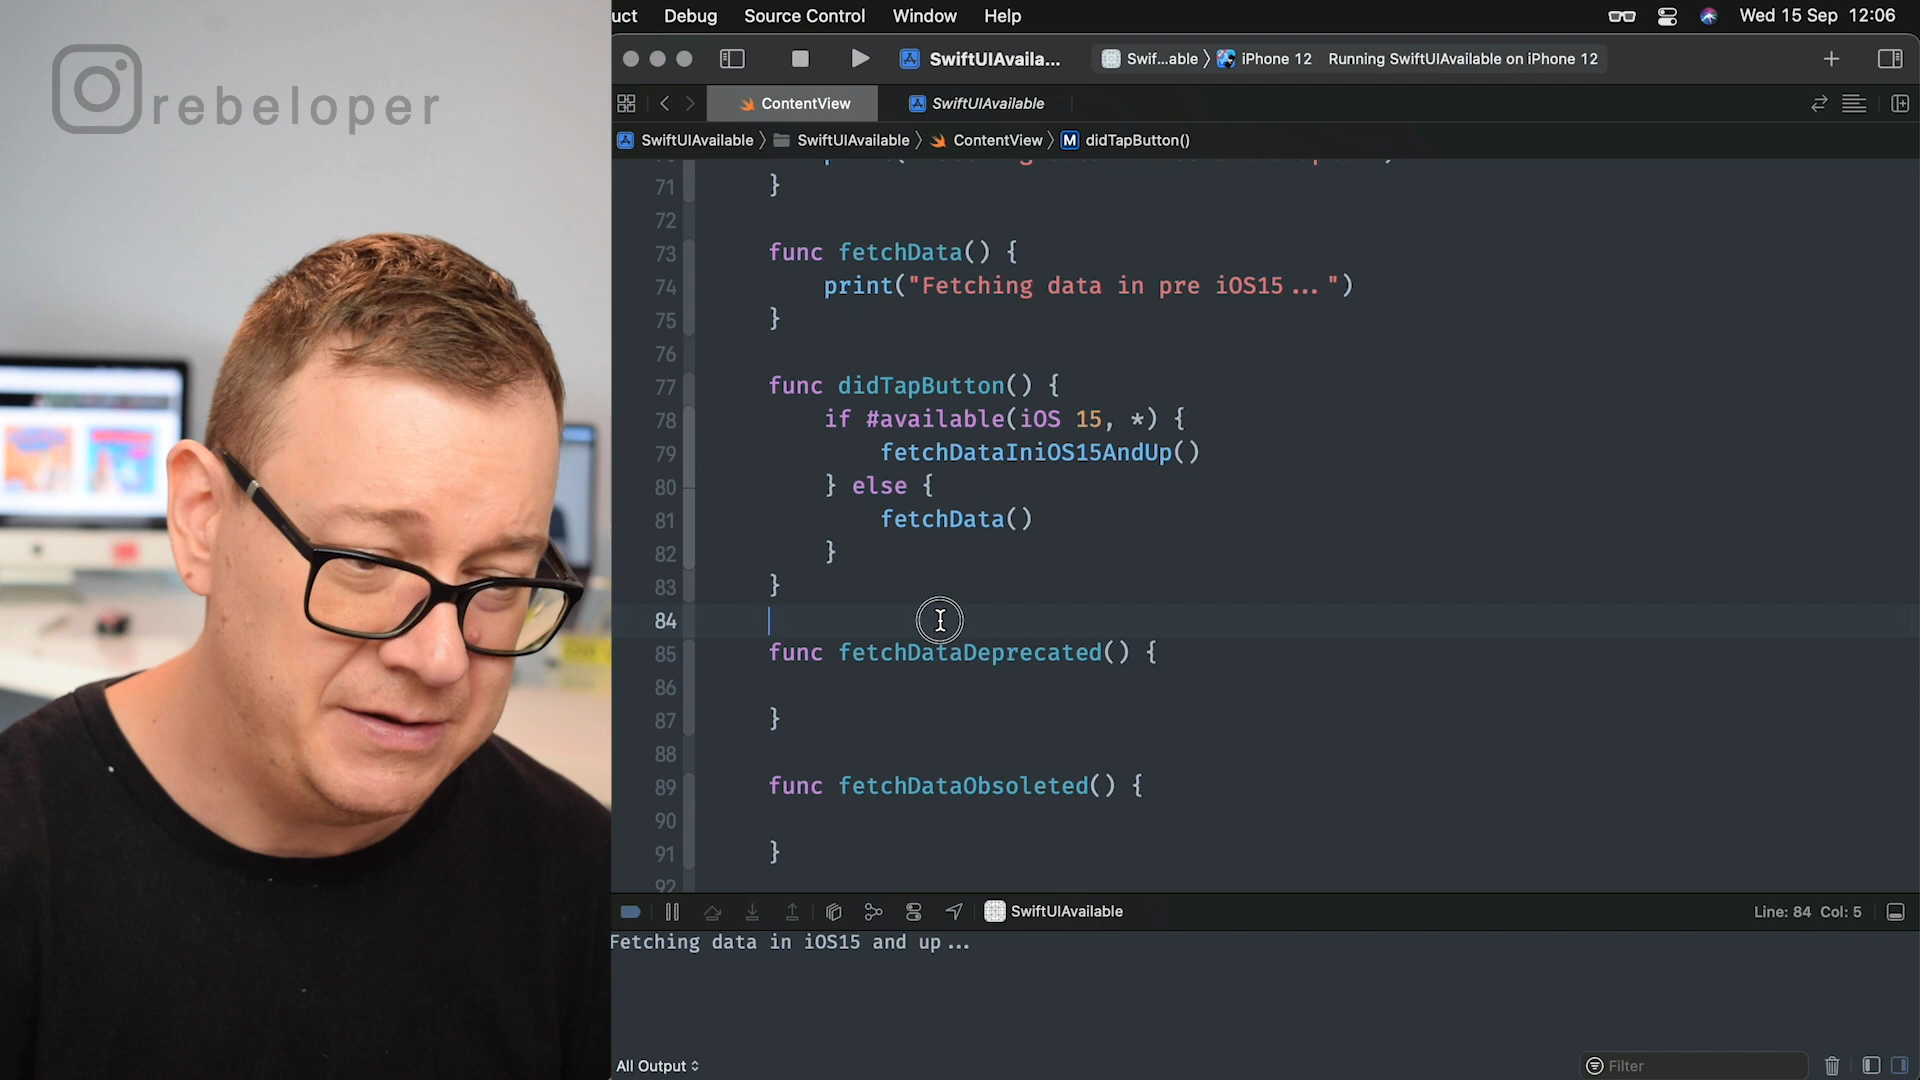 rebeloper
uct Debug Source Control Window Help Wed 15 Sep 12:06
SwiftUIAvaila... Swif...able iPhone 12 Running SwiftUIAvailable on iPhone 12
ContentView SwiftUIAvailable
SwiftUIAvailable SwiftUIAvailable ContentView M didTapButton()
71 }
72
73 func fetchData() {
74 print("Fetching data in pre iOS15...")
75 }
76
77 func didTapButton() {
78 if #available(iOS 15, *) {
79 fetchDataIniOS15AndUp()
80 } else {
81 fetchData()
82 }
83 }
84
85 func fetchDataDeprecated() {
86
87 }
88
89 func fetchDataObsoleted() {
90
91 }
92
SwiftUIAvailable Line: 84 Col: 5
Fetching data in iOS15 and up...
All Output Filter